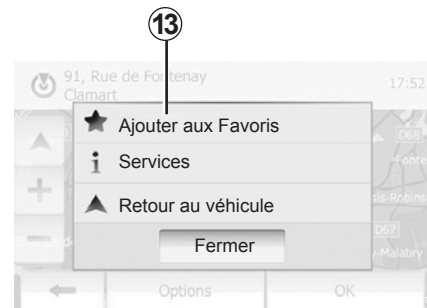 13
91, Rue de Fontenay
Clamart
17:52
Ajouter aux Favoris
D68
Services
Retour au véhicule
D67
Fermer
Options
OK